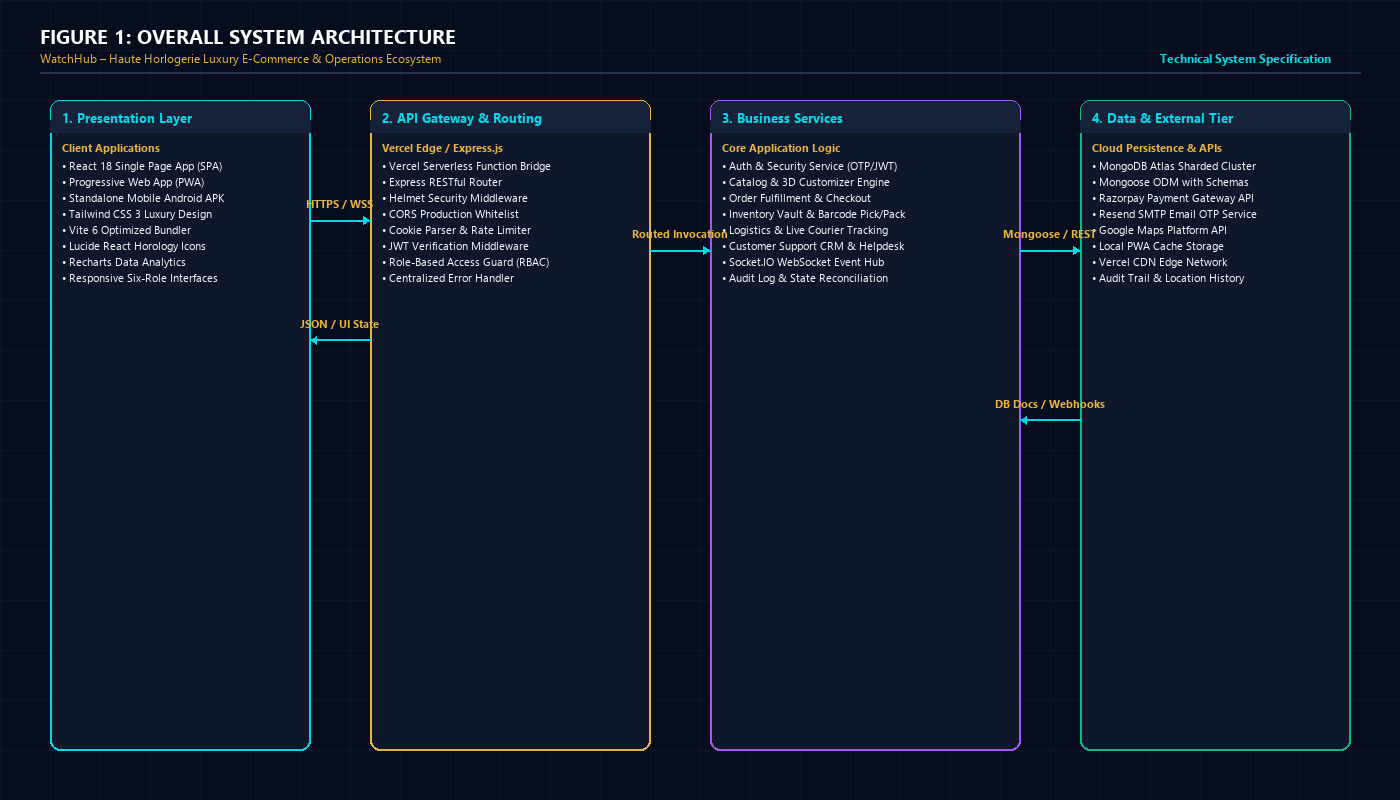 FIGURE 1: OVERALL SYSTEM ARCHITECTURE
WatchHub – Haute Horlogerie Luxury E-Commerce & Operations Ecosystem
Technical System Specification
1. Presentation Layer
Client Applications
• React 18 Single Page App (SPA)
• Progressive Web App (PWA)
• Standalone Mobile Android APK
• Tailwind CSS 3 Luxury Design
• Vite 6 Optimized Bundler
• Lucide React Horology Icons
• Recharts Data Analytics
• Responsive Six-Role Interfaces
HTTPS / WSS
JSON / UI State
2. API Gateway & Routing
Vercel Edge / Express.js
• Vercel Serverless Function Bridge
• Express RESTful Router
• Helmet Security Middleware
• CORS Production Whitelist
• Cookie Parser & Rate Limiter
• JWT Verification Middleware
• Role-Based Access Guard (RBAC)
• Centralized Error Handler
Routed Invocation
3. Business Services
Core Application Logic
• Auth & Security Service (OTP/JWT)
• Catalog & 3D Customizer Engine
• Order Fulfillment & Checkout
• Inventory Vault & Barcode Pick/Pack
• Logistics & Live Courier Tracking
• Customer Support CRM & Helpdesk
• Socket.IO WebSocket Event Hub
• Audit Log & State Reconciliation
Mongoose / REST
DB Docs / Webhooks
4. Data & External Tier
Cloud Persistence & APIs
• MongoDB Atlas Sharded Cluster
• Mongoose ODM with Schemas
• Razorpay Payment Gateway API
• Resend SMTP Email OTP Service
• Google Maps Platform API
• Local PWA Cache Storage
• Vercel CDN Edge Network
• Audit Trail & Location History